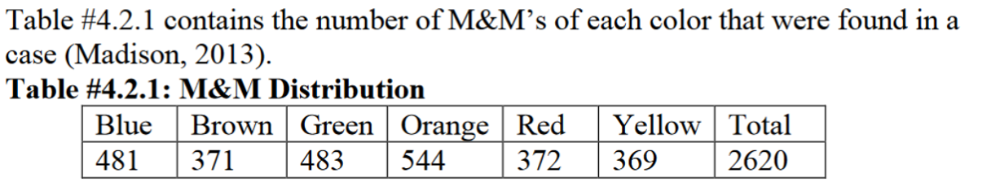 Table #4.2.1 contains the number of M&M’s of each color that were found in a
case (Madison, 2013).
Table #4.2.1: M&M Distribution
Blue Brown Green Orange Red Yellow Total
481 371 483 544 372 369 2620